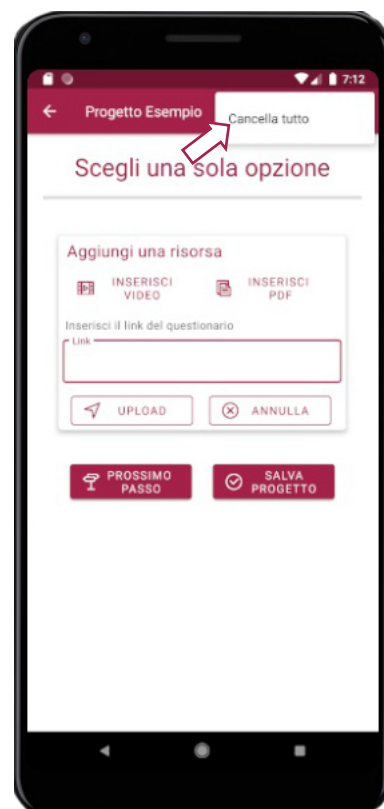 7:12
Progetto Esempio
Cancella tutto
Scegli una sola opzione
Aggiungi una risorsa
INSERISCI
VIDEO
INSERISCI
PDF
Inserisci il link del questionario
Link
UPLOAD
ANNULLA
PROSSIMO
PASSO
SALVA
PROGETTO